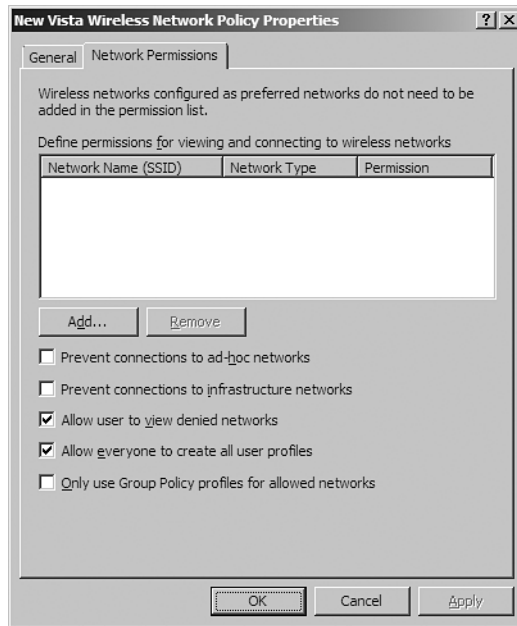 New Vista Wireless Network Policy Properties
General
Network Permissions
Wireless networks configured as preferred networks do not need to be
added in the permission list.
Define permissions for viewing and connecting to wireless networks
Network Name (SSID)
Network Type
Permission
Add...
Remove
Prevent connections to ad-hoc networks
Prevent connections to infrastructure networks
Allow user to view denied networks
Allow everyone to create all user profiles
Only use Group Policy profiles for allowed networks
OK
Cancel
Apply